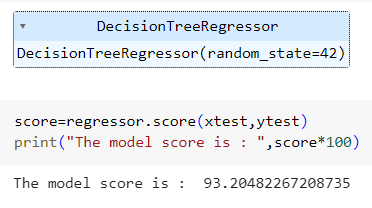 DecisionTreeRegressor
DecisionTreeRegressor(random_state=42)
score=regressor.score(xtest,ytest)
print("The model score is : ",score*100)
The model score is :  93.20482267208735